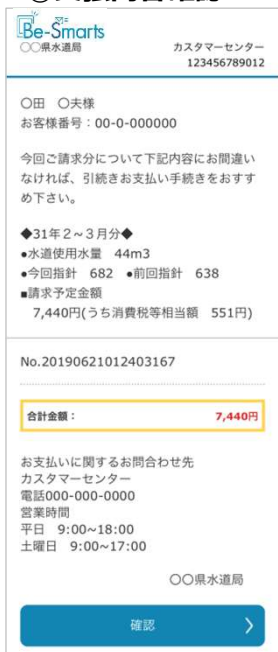 Be-Smarts
〇〇県水道局
カスタマーセンター
123456789012
〇田 〇夫様
お客様番号：00-0-000000
今回ご請求分について下記内容にお間違い
なければ、引続きお支払い手続きをおすす
め下さい。
◆31年２～３月分◆
●水道使用水量 44m3
●今回指針 682 ●前回指針 638
■請求予定金額
7,440円(うち消費税等相当額 551円)
No.20190621012403167
合計金額： 7,440円
お支払いに関するお問合わせ先
カスタマーセンター
電話000-000-0000
営業時間
平日 9:00~18:00
土曜日 9:00~17:00
〇〇県水道局
確認